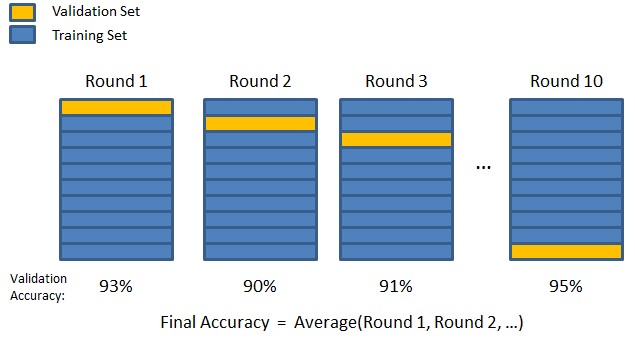 Validation Set
Training Set
Round 1
Round 2
Round 3
Round 10
...
Validation
Accuracy:
93%
90%
91%
95%
Final Accuracy = Average(Round 1, Round 2, ...)